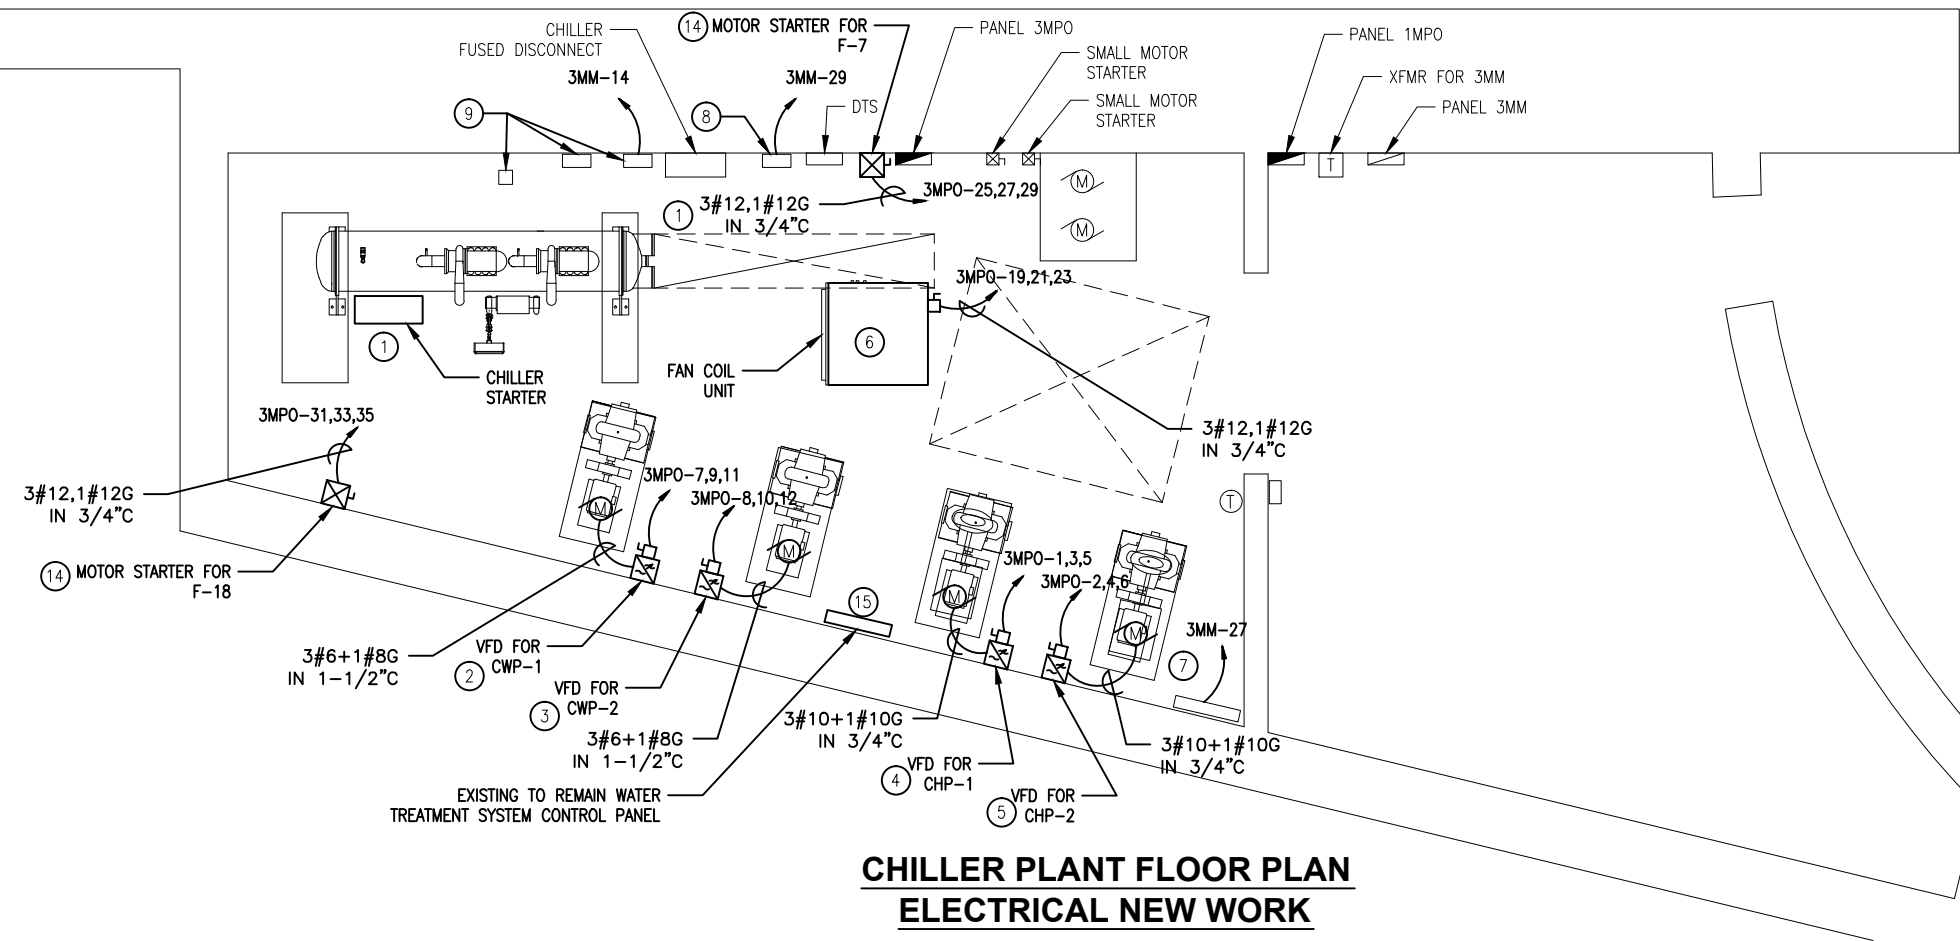 CHILLER
FUSED DISCONNECT
14
MOTOR STARTER FOR
F-7
PANEL 3MPO
SMALL MOTOR
STARTER
PANEL 1MPO
XFMR FOR 3MM
PANEL 3MM
3MM-14
3MM-29
DTS
SMALL MOTOR
STARTER
9
8
T
M
M
1
3#12,1#12G
IN 3/4"C
3MPO-25,27,29
3MPO-19,21,23
6
1
CHILLER
STARTER
FAN COIL
UNIT
3MPO-31,33,35
3#12,1#12G
IN 3/4"C
3#12,1#12G
IN 3/4"C
14
MOTOR STARTER FOR
F-18
3MPO-7,9,11
3MPO-8,10,12
M
M
T
3MPO-1,3,5
3MPO-2,4,6
M
M
15
3MM-27
7
3#6+1#8G
IN 1-1/2"C
2
VFD FOR
CWP-1
3
VFD FOR
CWP-2
3#6+1#8G
IN 1-1/2"C
3#10+1#10G
IN 3/4"C
3#10+1#10G
IN 3/4"C
4
VFD FOR
CHP-1
5
VFD FOR
CHP-2
EXISTING TO REMAIN WATER
TREATMENT SYSTEM CONTROL PANEL
CHILLER PLANT FLOOR PLAN
ELECTRICAL NEW WORK